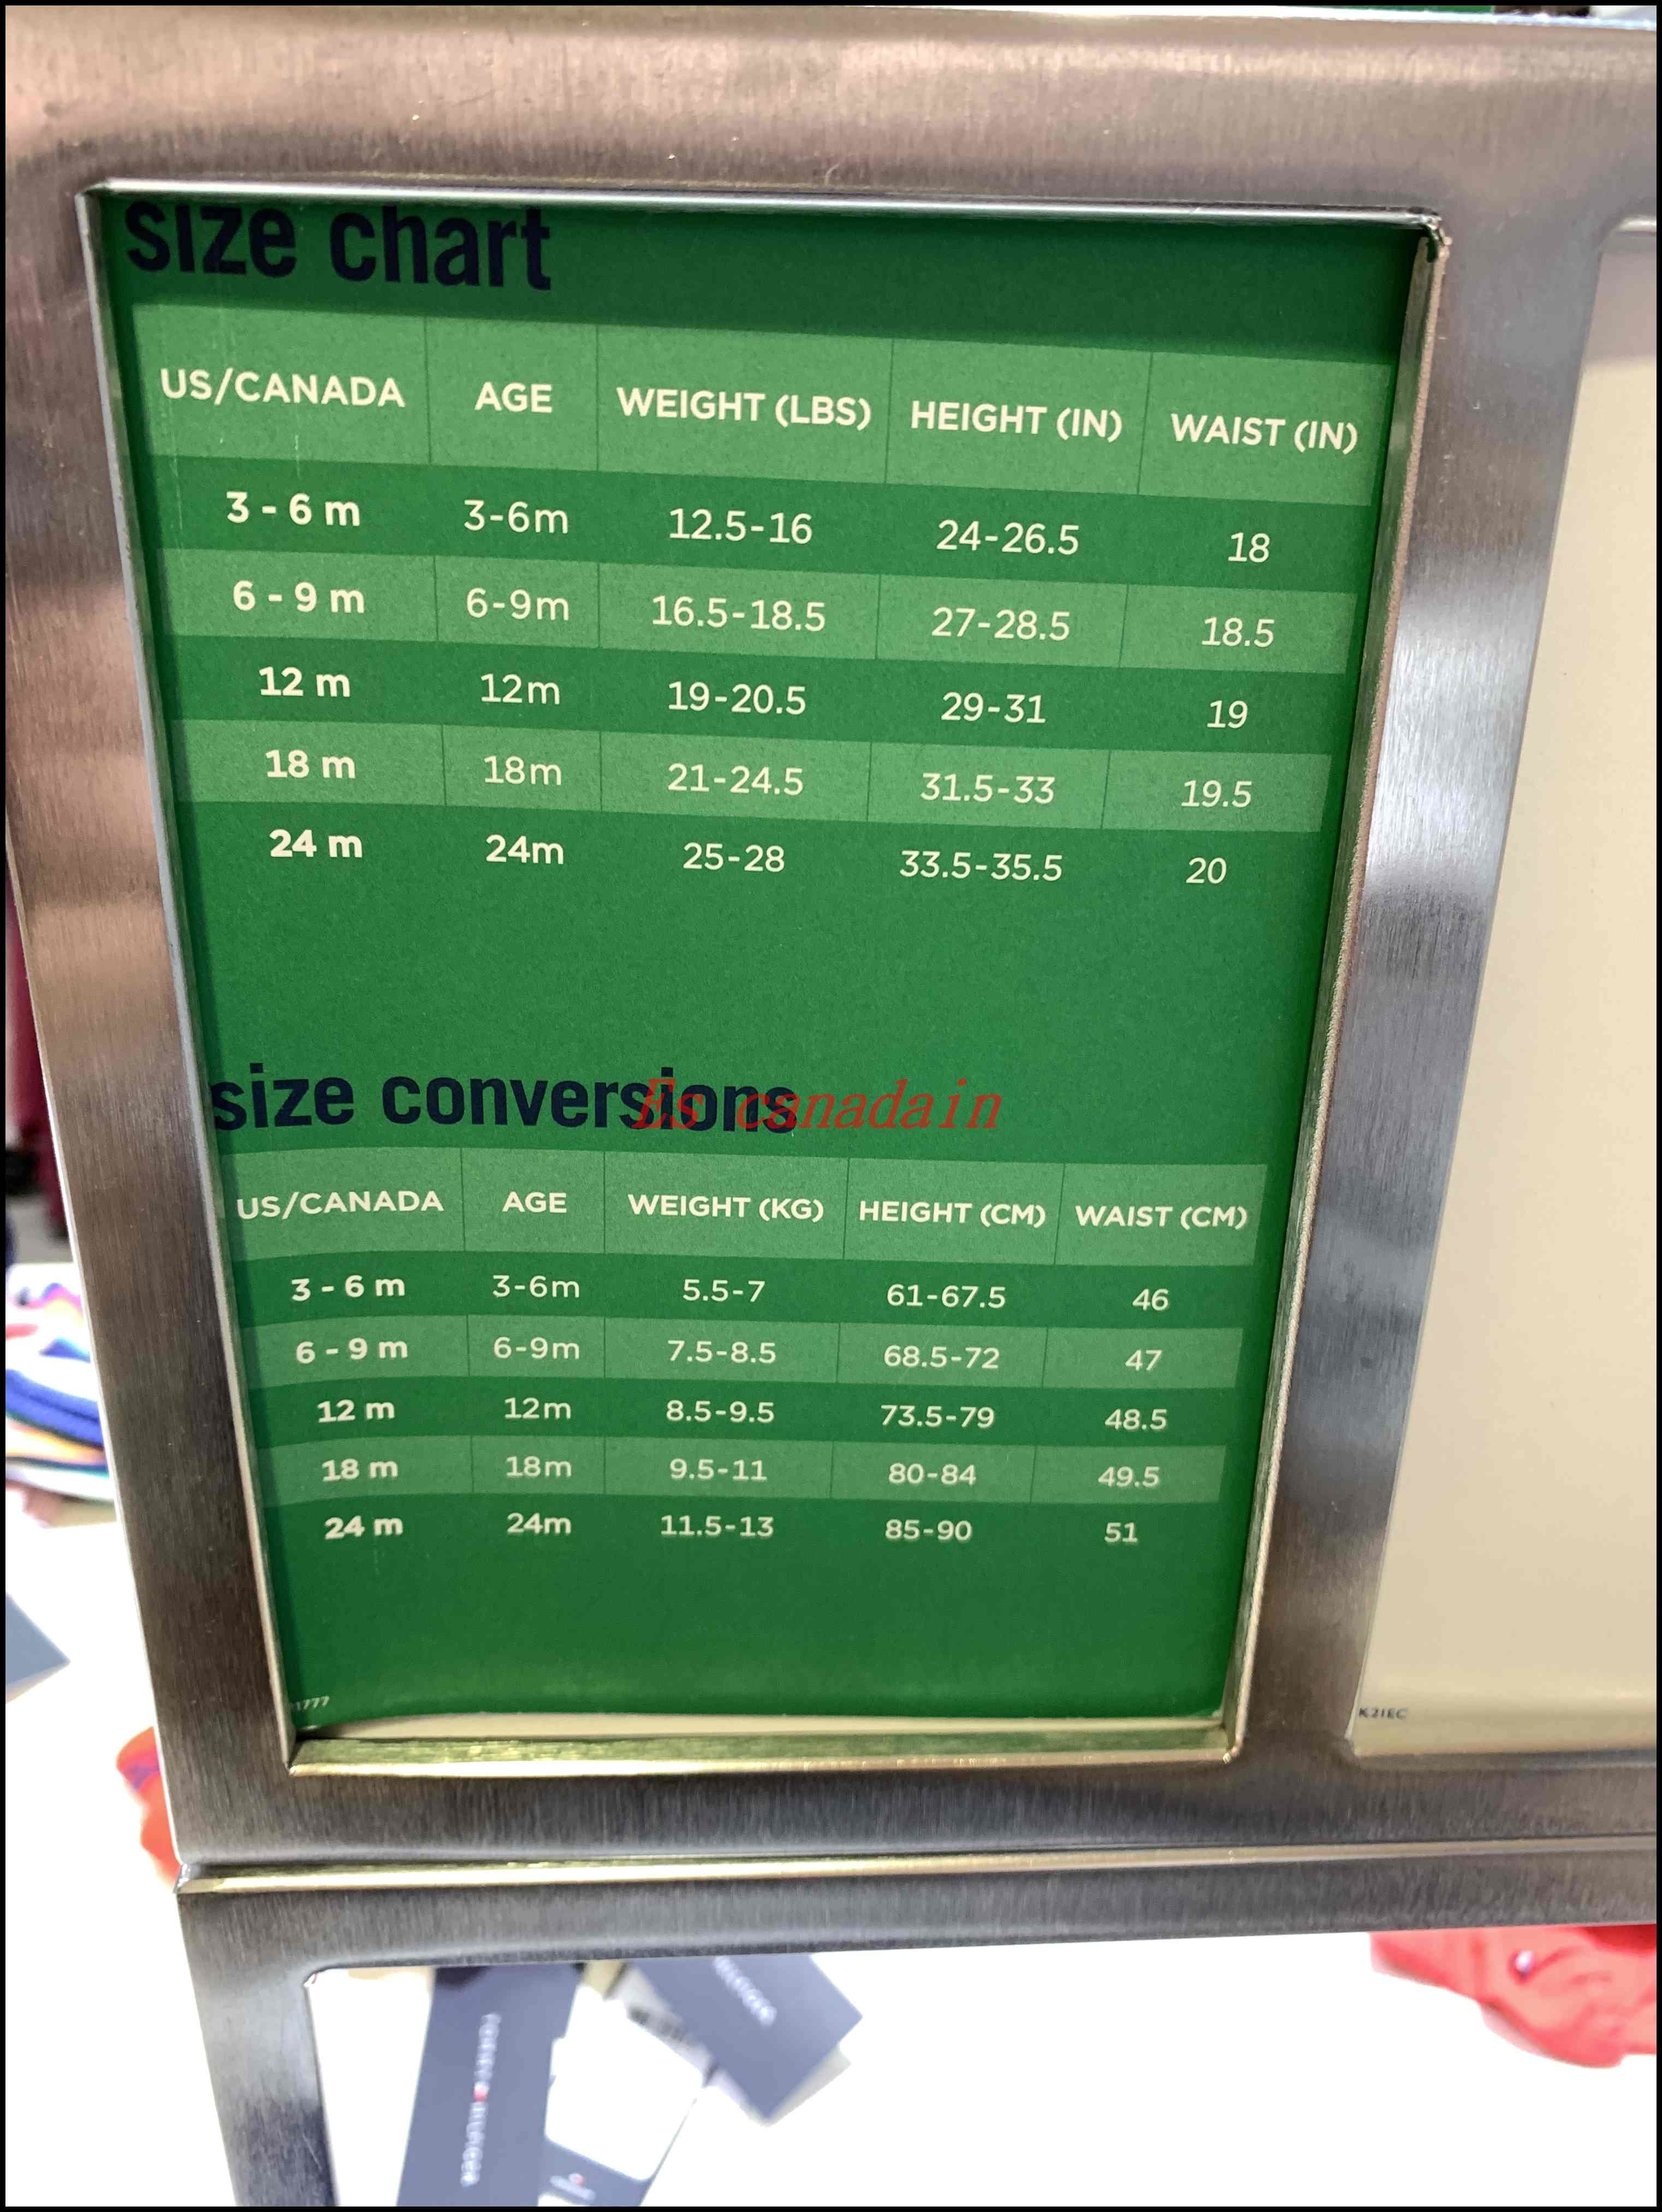 size chart
US/CANADA AGE WEIGHT (LBS) HEIGHT (IN) WAIST (IN)
3 - 6 m 3-6m 12.5-16 24-26.5 18
6 - 9 m 6-9m 16.5-18.5 27-28.5 18.5
12 m 12m 19-20.5 29-31 19
18 m 18m 21-24.5 31.5-33 19.5
24 m 24m 25-28 33.5-35.5 20
size conversions
Es canadain
US/CANADA AGE WEIGHT (KG) HEIGHT (CM) WAIST (CM)
3 - 6 m 3-6m 5.5-7 61-67.5 46
6 - 9 m 6-9m 7.5-8.5 68.5-72 47
12 m 12m 8.5-9.5 73.5-79 48.5
18 m 18m 9.5-11 80-84 49.5
24 m 24m 11.5-13 85-90 51
1777
K21EC